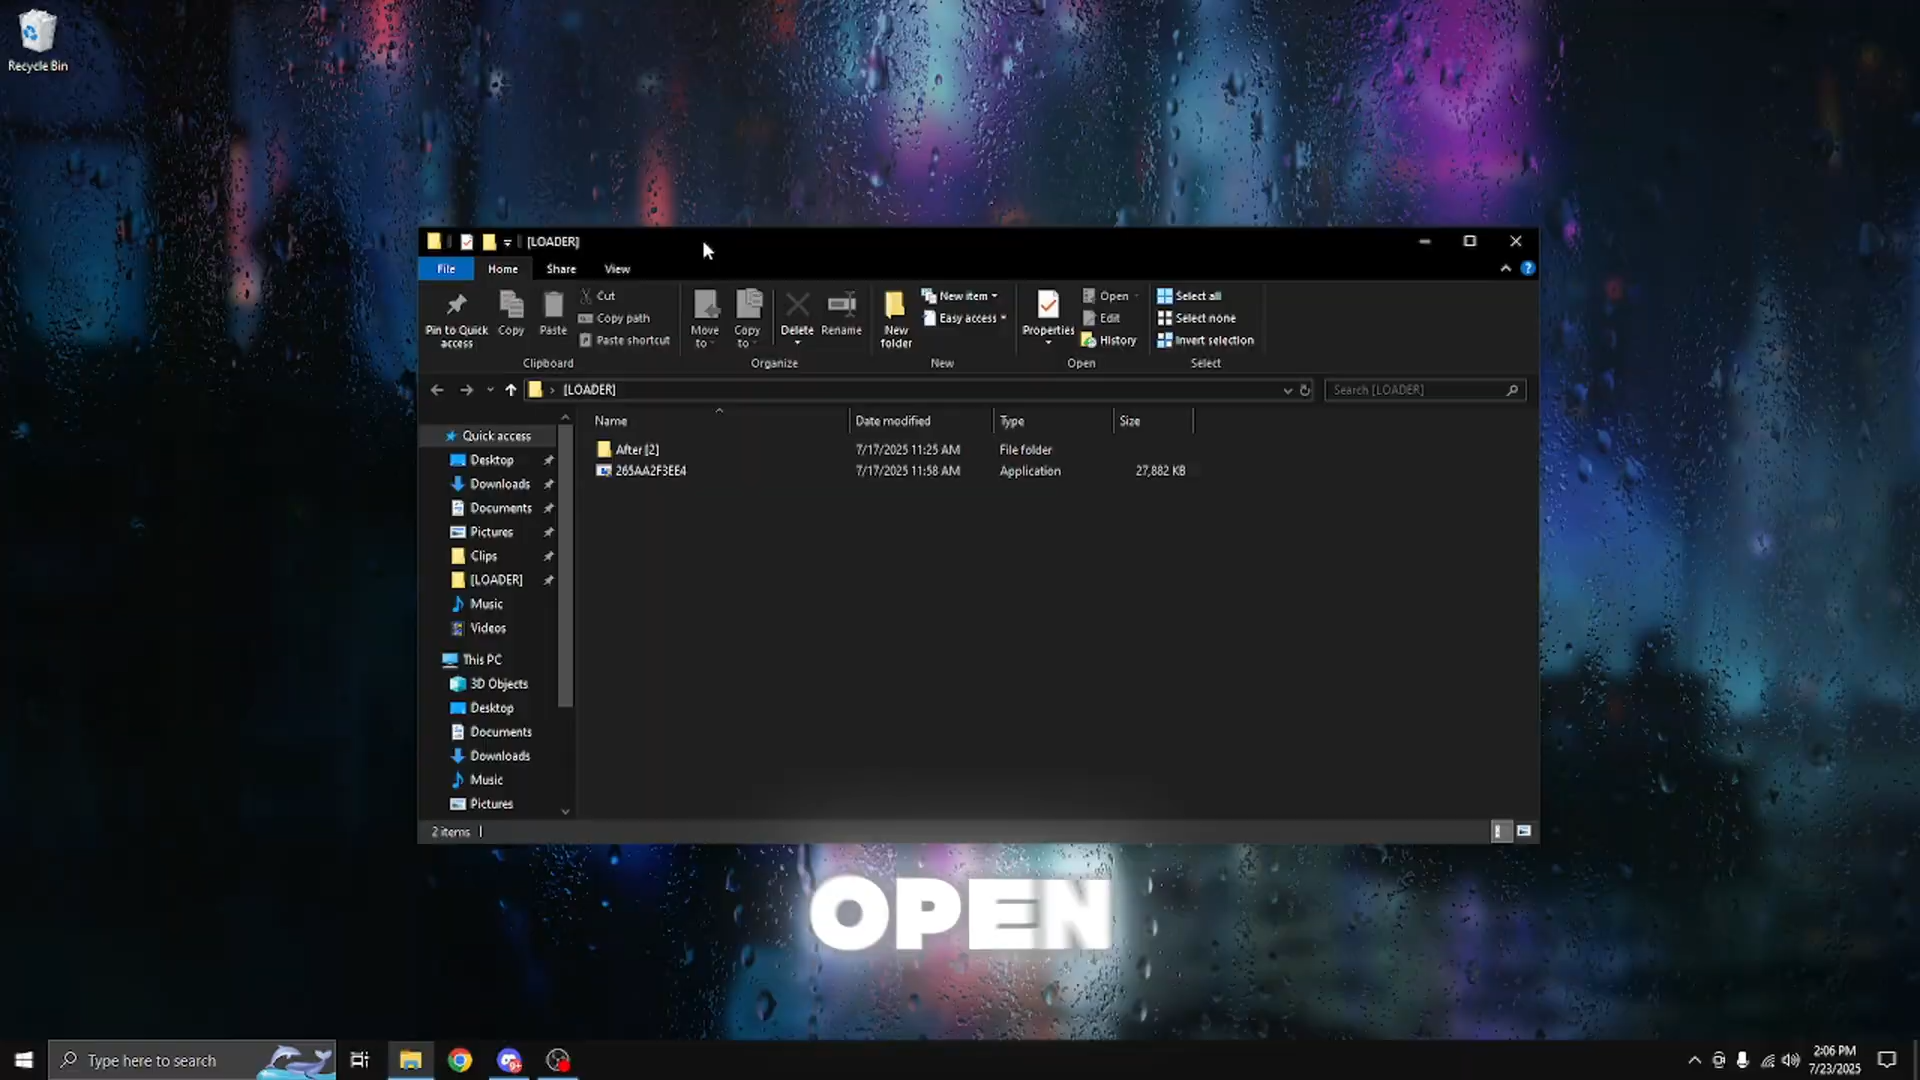 Recycle Bin
[LOADER]
File Home Share View
Pin to Quick access
Copy
Paste
Cut
Copy path
Paste shortcut
Clipboard
Move to
Copy to
Delete
Rename
Organize
New folder
New item
Easy access
New
Properties
Open
Edit
History
Open
Select all
Select none
Invert selection
Select
[LOADER]
Search [LOADER]
Name Date modified Type Size
After [2] 7/17/2025 11:25 AM File folder
265AA2F3EE4 7/17/2025 11:58 AM Application 27,882 KB
Quick access
Desktop
Downloads
Documents
Pictures
Clips
[LOADER]
Music
Videos
This PC
3D Objects
Desktop
Documents
Downloads
Music
Pictures
2 items
OPEN
Type here to search
9+
2:06 PM
7/23/2025